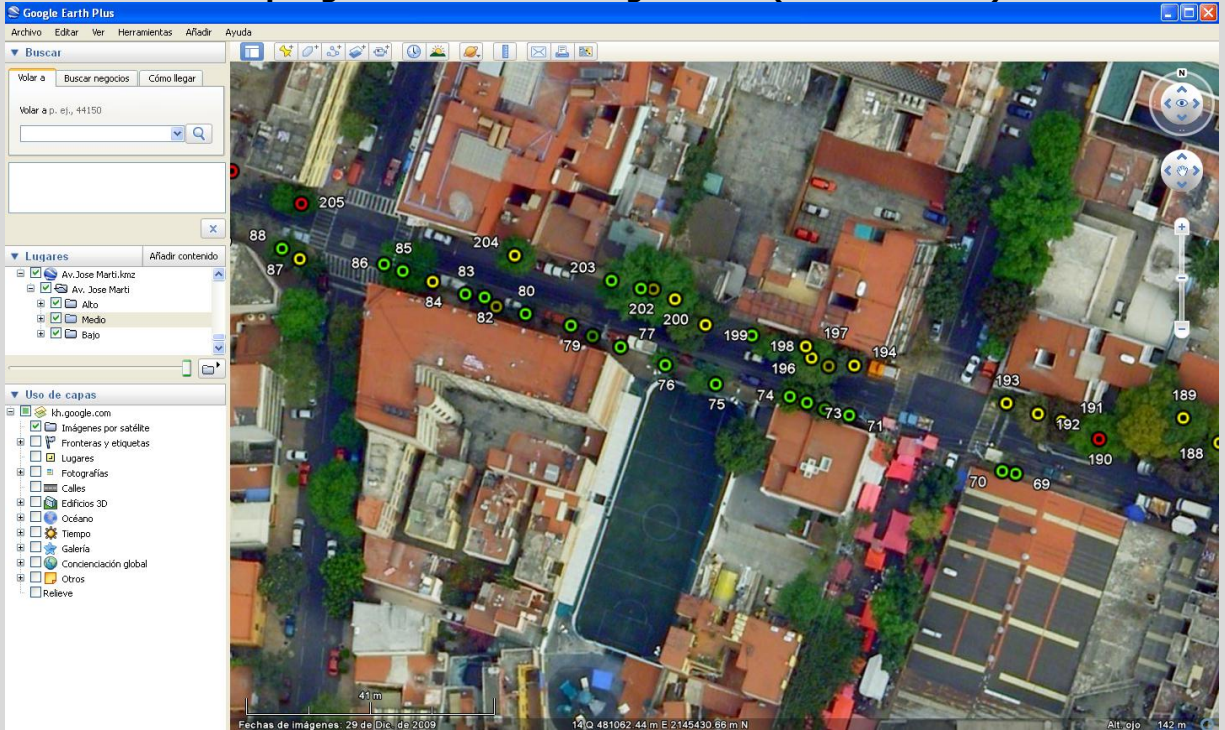 Google Earth Plus
Archivo Editar Ver Herramientas Añadir Ayuda
Buscar
Volar a Buscar negocios Cómo llegar
Volar a p. ej., 44150
Lugares Añadir contenido
Av.Jose Marti.kmz
Av. Jose Marti
Alto
Medio
Bajo
Uso de capas
kh.google.com
Imágenes por satélite
Fronteras y etiquetas
Lugares
Fotografías
Calles
Edificios 3D
Océano
Tiempo
Galería
Concienciación global
Otros
Relieve
N
205
88
87
86
85
84
83
82
204
80
203
79
77
202
200
76
75
199
198
197
196
194
74
73
71
193
192
191
190
189
188
70
69
41 m
Fechas de imágenes: 29 de Dic. de 2009
14 Q 481062.44 m E 2145430.66 m N
Alt. ojo 142 m